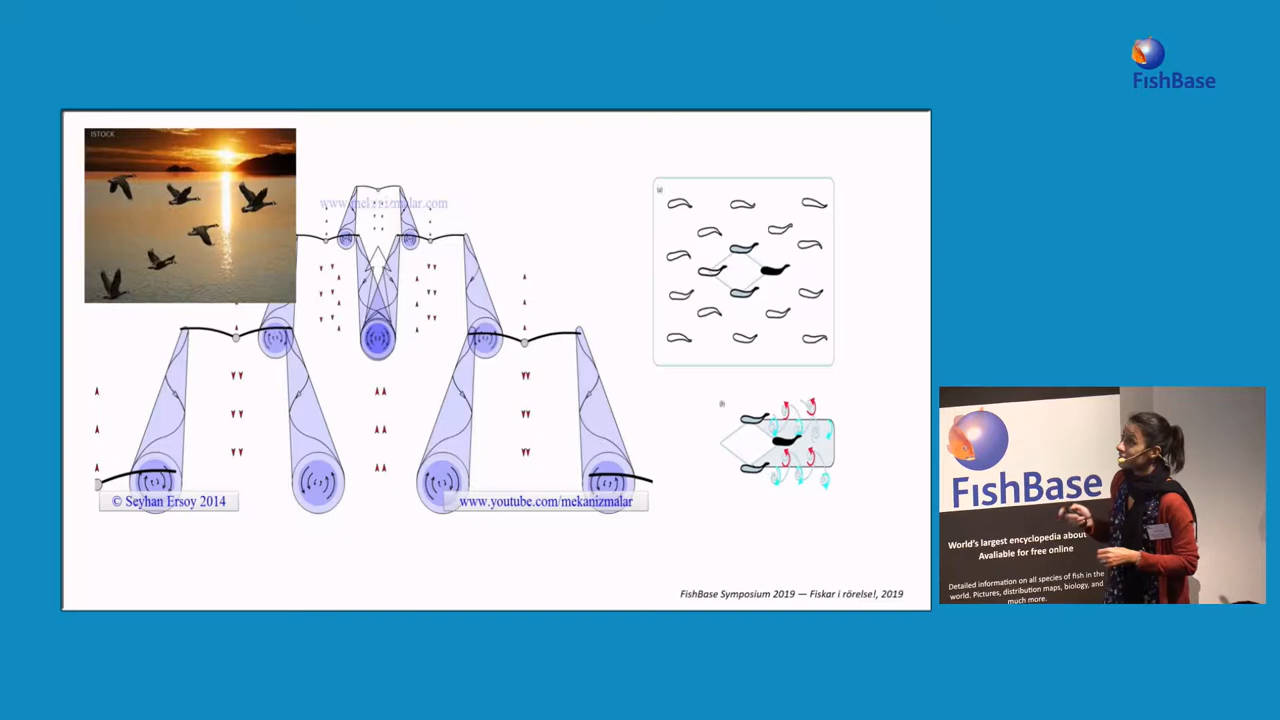 FishBase
ISTOCK
www.mekanizmalar.com
(a)
(b)
© Seyhan Ersoy 2014
www.youtube.com/mekanizmalar
FishBase Symposium 2019 — Fiskar i rörelse!, 2019
FishBase
World's largest encyclopedia about
Avaliable for free online
Detailed information on all species of fish in the
world. Pictures, distribution maps, biology, and
much more.